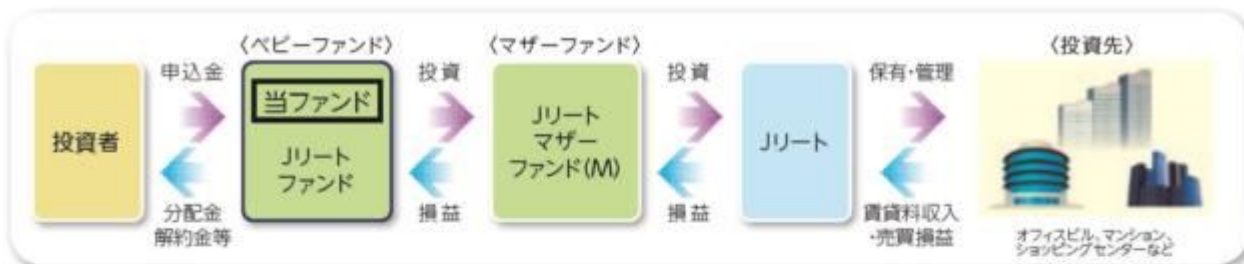 〈ベビーファンド〉
〈マザーファンド〉
〈投資先〉
投資者
申込金
分配金
解約金等
当ファンド
Jリート
ファンド
投資
損益
Jリート
マザー
ファンド(M)
投資
損益
Jリート
保有・管理
賃貸料収入
・売買損益
オフィスビル、マンション、
ショッピングセンターなど